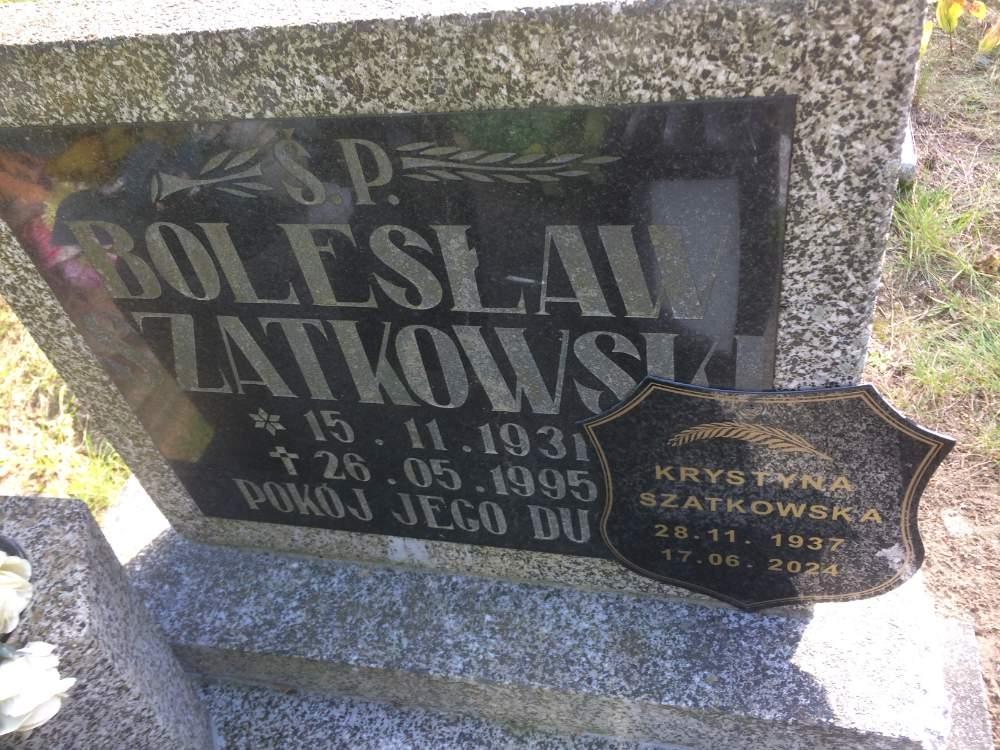 Ś.P.
BOLESŁAW
SZATKOWSKI
15.11.1931
26.05.1995
POKÓJ JEGO DU
KRYSTYNA
SZATKOWSKA
28.11.1937
17.06.2024